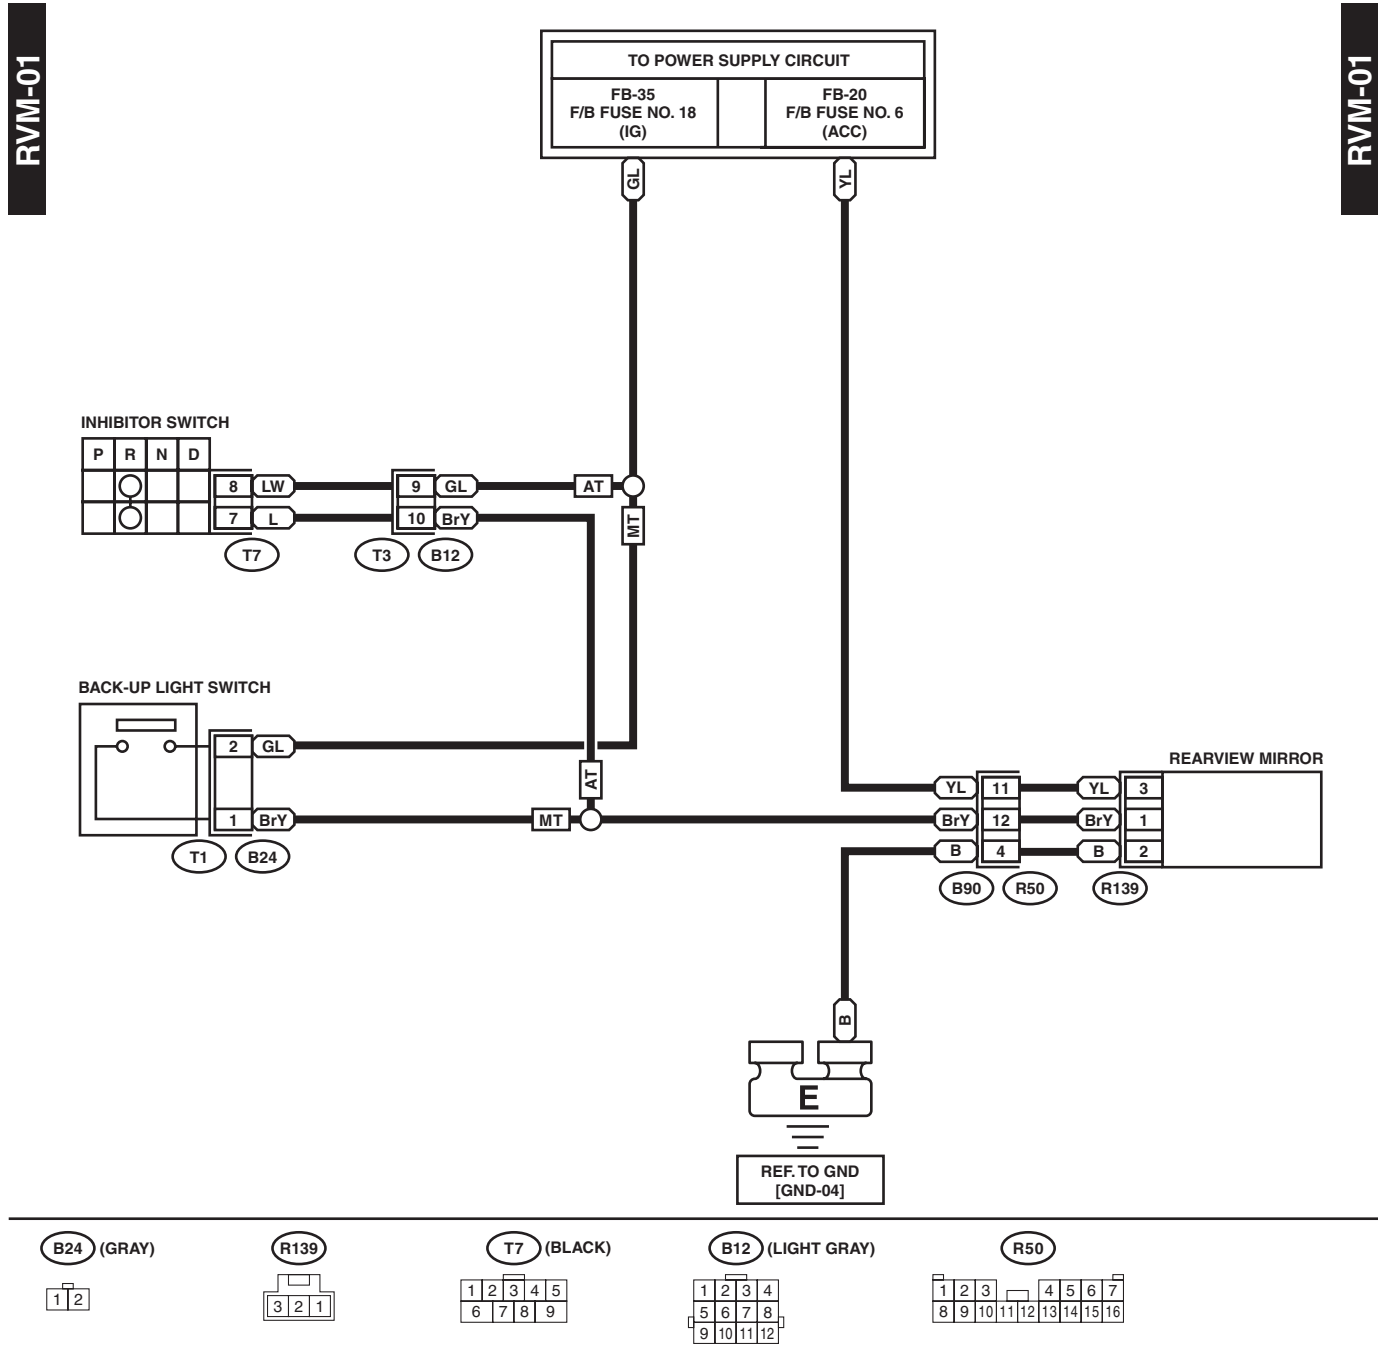 RVM-01
RVM-01
TO POWER SUPPLY CIRCUIT
FB-35
F/B FUSE NO. 18
(IG)
FB-20
F/B FUSE NO. 6
(ACC)
GL
YL
INHIBITOR SWITCH
P R N D
8 LW 9 GL AT
7 L 10 BrY
MT
T7 T3 B12
BACK-UP LIGHT SWITCH
2 GL
AT
1 BrY MT
T1 B24
REARVIEW MIRROR
YL 11 YL 3
BrY 12 BrY 1
B 4 B 2
B90 R50 R139
B
E
REF. TO GND
[GND-04]
B24 (GRAY)
1 2
R139
3 2 1
T7 (BLACK)
1 2 3 4 5
6 7 8 9
B12 (LIGHT GRAY)
1 2 3 4
5 6 7 8
9 10 11 12
R50
1 2 3 4 5 6 7
8 9 10 11 12 13 14 15 16